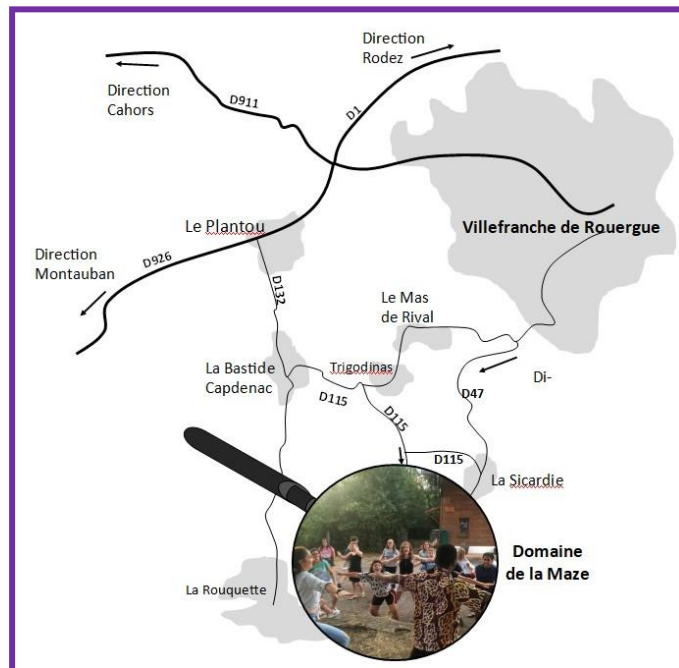 Direction
Rodez
Direction
Cahors
D911
D1
Le Plantou
Villefranche de Rouergue
Direction
Montauban
D926
D132
Le Mas
de Rival
La Bastide
Capdenac
Trigodinas
Di-
D115
D115
D47
D115
La Sicardie
Domaine
de la Maze
La Rouquette